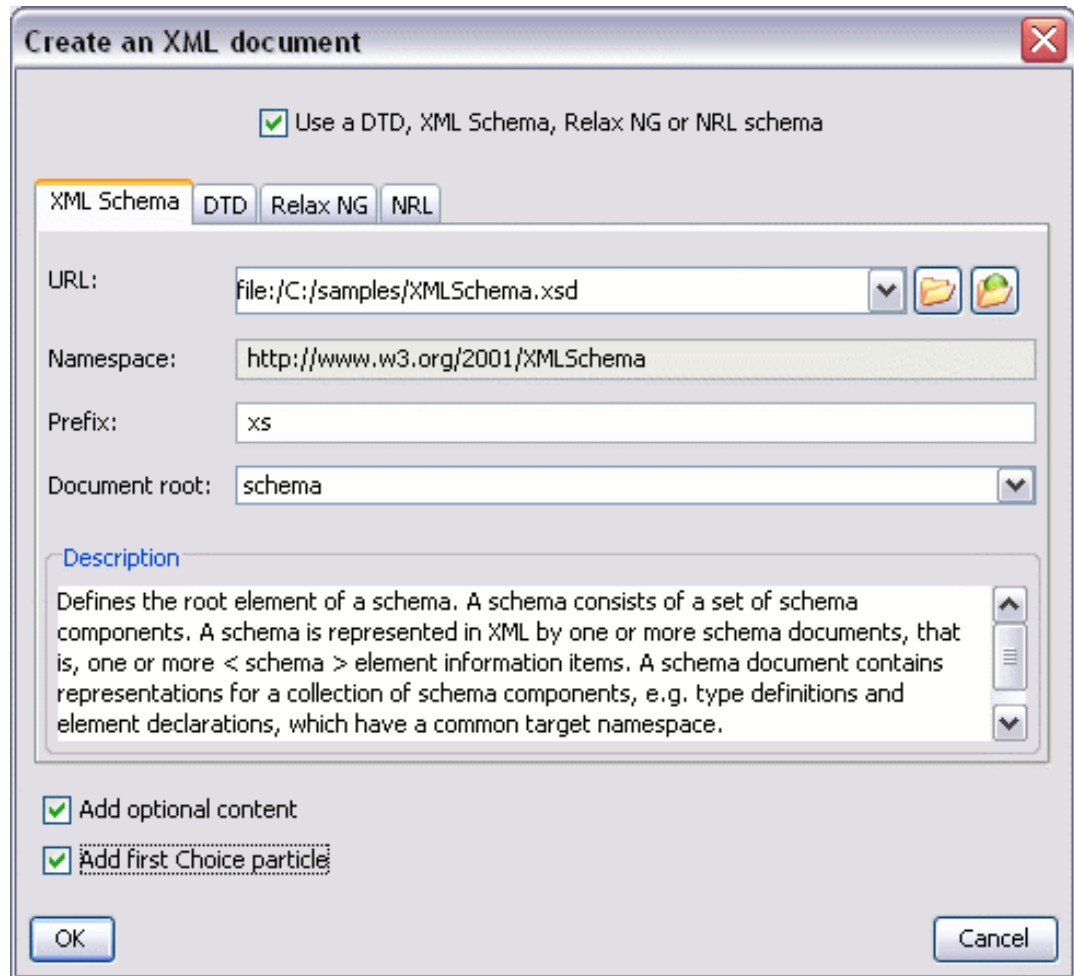 Create an XML document
Use a DTD, XML Schema, Relax NG or NRL schema
XML Schema DTD Relax NG NRL
URL: file:/C:/samples/XMLSchema.xsd
Namespace: http://www.w3.org/2001/XMLSchema
Prefix: xs
Document root: schema
Description
Defines the root element of a schema. A schema consists of a set of schema
components. A schema is represented in XML by one or more schema documents, that
is, one or more < schema > element information items. A schema document contains
representations for a collection of schema components, e.g. type definitions and
element declarations, which have a common target namespace.
Add optional content
Add first Choice particle
OK Cancel